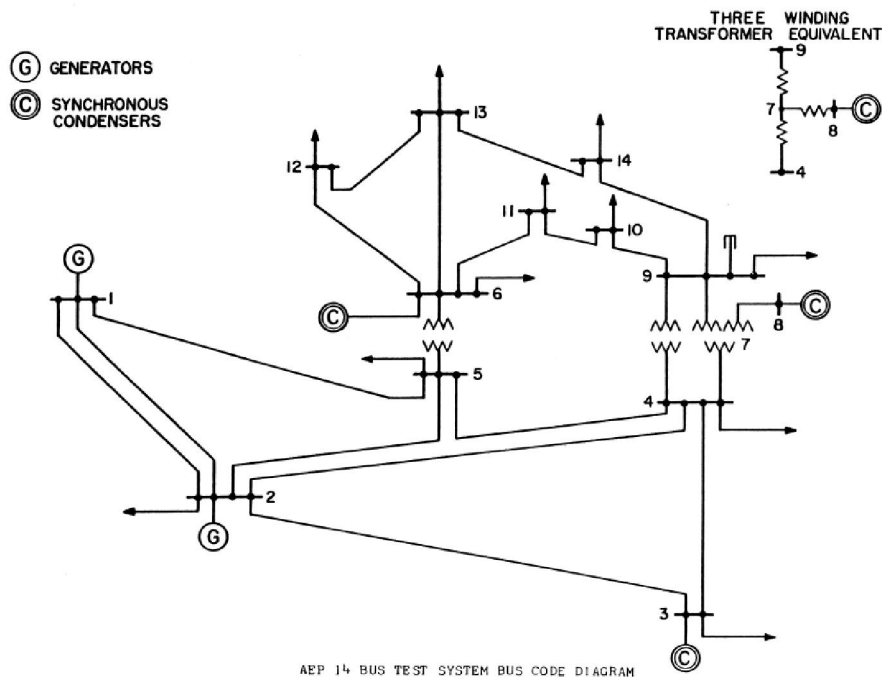 THREE WINDING
TRANSFORMER EQUIVALENT
9
7
C
8
4
G GENERATORS
C SYNCHRONOUS
CONDENSERS
13
12
14
11
10
G
1
9
6
C
8
C
7
5
4
2
G
3
C
AEP 14 BUS TEST SYSTEM BUS CODE DIAGRAM